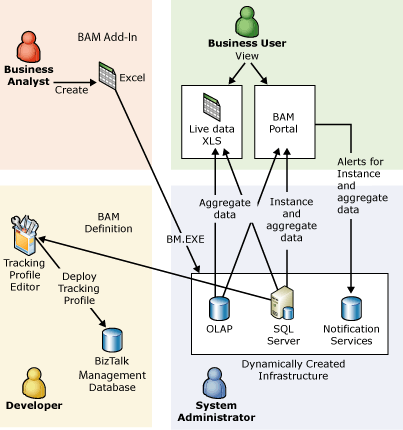 BAM Add-In
Business
Analyst
Create
Excel
Business User
View
Live data
XLS
BAM
Portal
Aggregate
data
Instance
and
aggregate
data
Alerts for
Instance
and
aggregate
data
BAM
Definition
BM.EXE
Tracking
Profile
Editor
Deploy
Tracking
Profile
BizTalk
Management
Database
Developer
OLAP
SQL
Server
Notification
Services
Dynamically Created
Infrastructure
System
Administrator